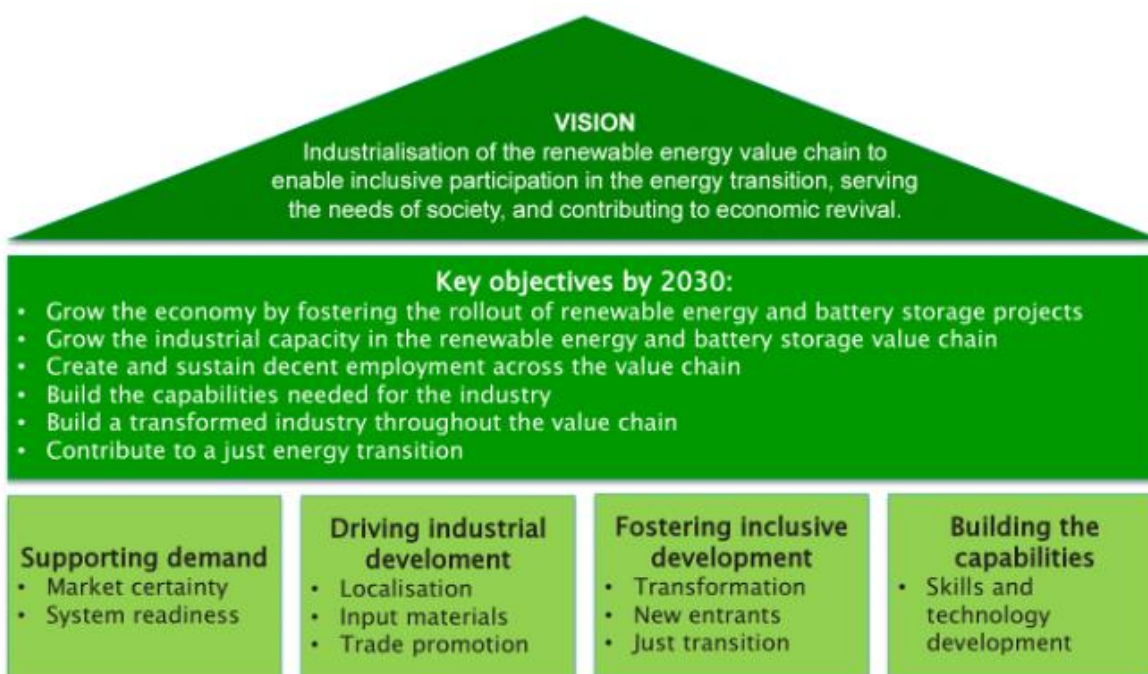 VISION
Industrialisation of the renewable energy value chain to
enable inclusive participation in the energy transition, serving
the needs of society, and contributing to economic revival.
Key objectives by 2030:
• Grow the economy by fostering the rollout of renewable energy and battery storage projects
• Grow the industrial capacity in the renewable energy and battery storage value chain
• Create and sustain decent employment across the value chain
• Build the capabilities needed for the industry
• Build a transformed industry throughout the value chain
• Contribute to a just energy transition
Supporting demand
• Market certainty
• System readiness
Driving industrial
develoment
• Localisation
• Input materials
• Trade promotion
Fostering inclusive
development
• Transformation
• New entrants
• Just transition
Building the
capabilities
• Skills and
technology
development